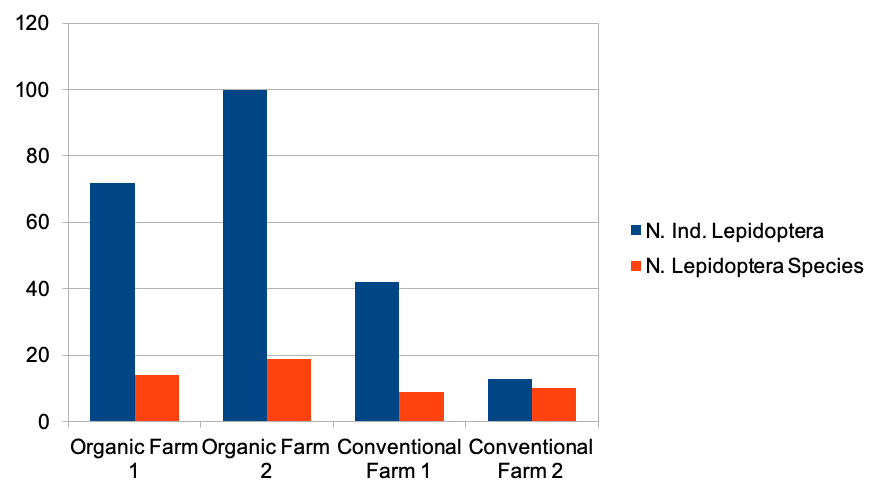 120
100
80
60
40
20
0
Organic Farm 1
Organic Farm 2
Conventional Farm 1
Conventional Farm 2
N. Ind. Lepidoptera
N. Lepidoptera Species